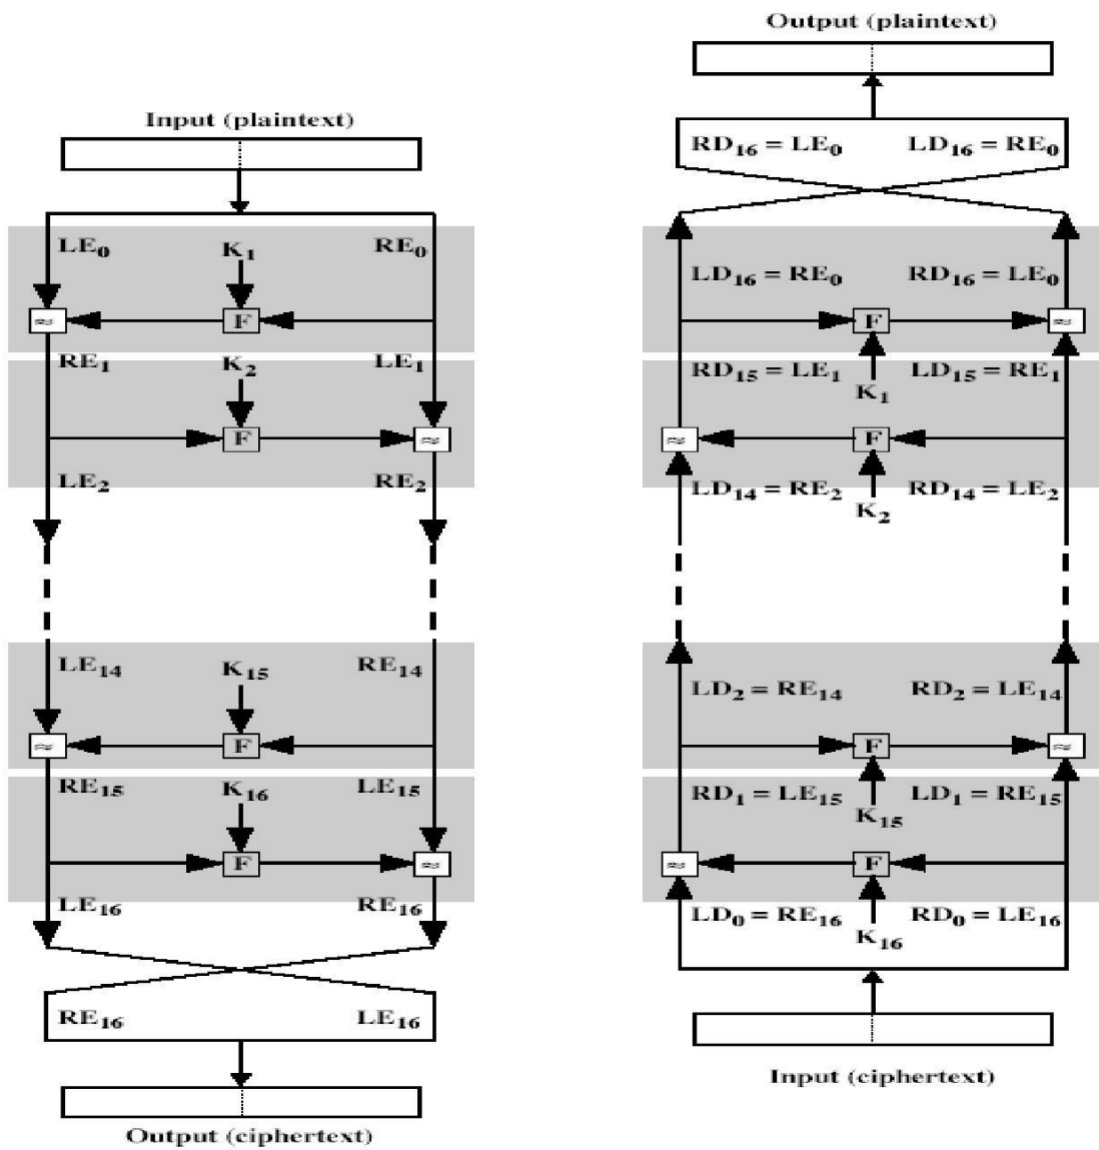 Input (plaintext)
LE₀ K₁ RE₀
≈ F
RE₁ K₂ LE₁
F ≈
LE₂ RE₂
LE₁₄ K₁₅ RE₁₄
≈ F
RE₁₅ K₁₆ LE₁₅
F ≈
LE₁₆ RE₁₆
RE₁₆ LE₁₆
Output (ciphertext)
Output (plaintext)
RD₁₆ = LE₀ LD₁₆ = RE₀
LD₁₆ = RE₀ RD₁₆ = LE₀
F ≈
RD₁₅ = LE₁ K₁ LD₁₅ = RE₁
≈ F
LD₁₄ = RE₂ K₂ RD₁₄ = LE₂
LD₂ = RE₁₄ RD₂ = LE₁₄
F ≈
RD₁ = LE₁₅ K₁₅ LD₁ = RE₁₅
≈ F
LD₀ = RE₁₆ K₁₆ RD₀ = LE₁₆
Input (ciphertext)